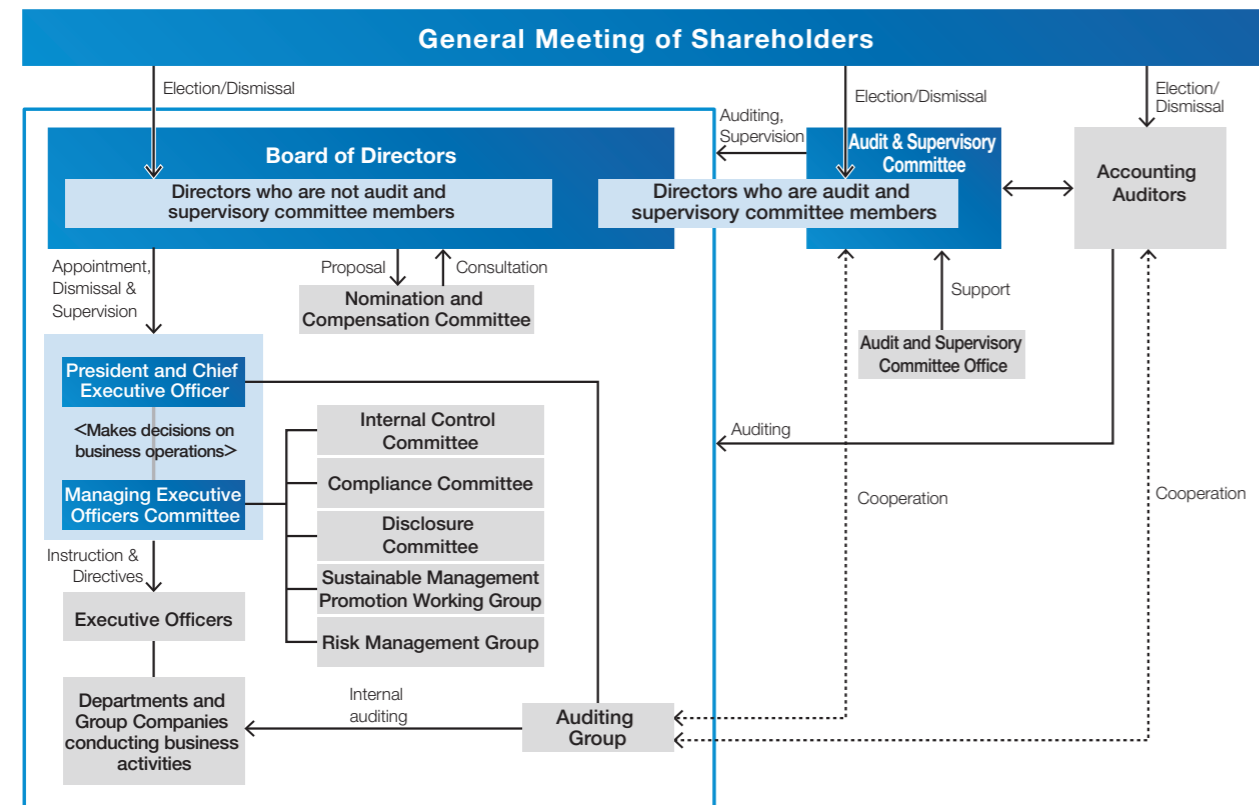 General Meeting of Shareholders
Election/Dismissal
Election/Dismissal
Election/
Dismissal
Auditing,
Supervision
Board of Directors
Directors who are not audit and
supervisory committee members
Directors who are audit and
supervisory committee members
Audit & Supervisory
Committee
Accounting
Auditors
Appointment,
Dismissal &
Supervision
Proposal
Consultation
Nomination and
Compensation Committee
Support
Audit and Supervisory
Committee Office
President and Chief
Executive Officer
<Makes decisions on
business operations>
Managing Executive
Officers Committee
Internal Control
Committee
Compliance Committee
Disclosure
Committee
Sustainable Management
Promotion Working Group
Risk Management Group
Auditing
Cooperation
Cooperation
Instruction &
Directives
Executive Officers
Departments and
Group Companies
conducting business
activities
Internal
auditing
Auditing
Group